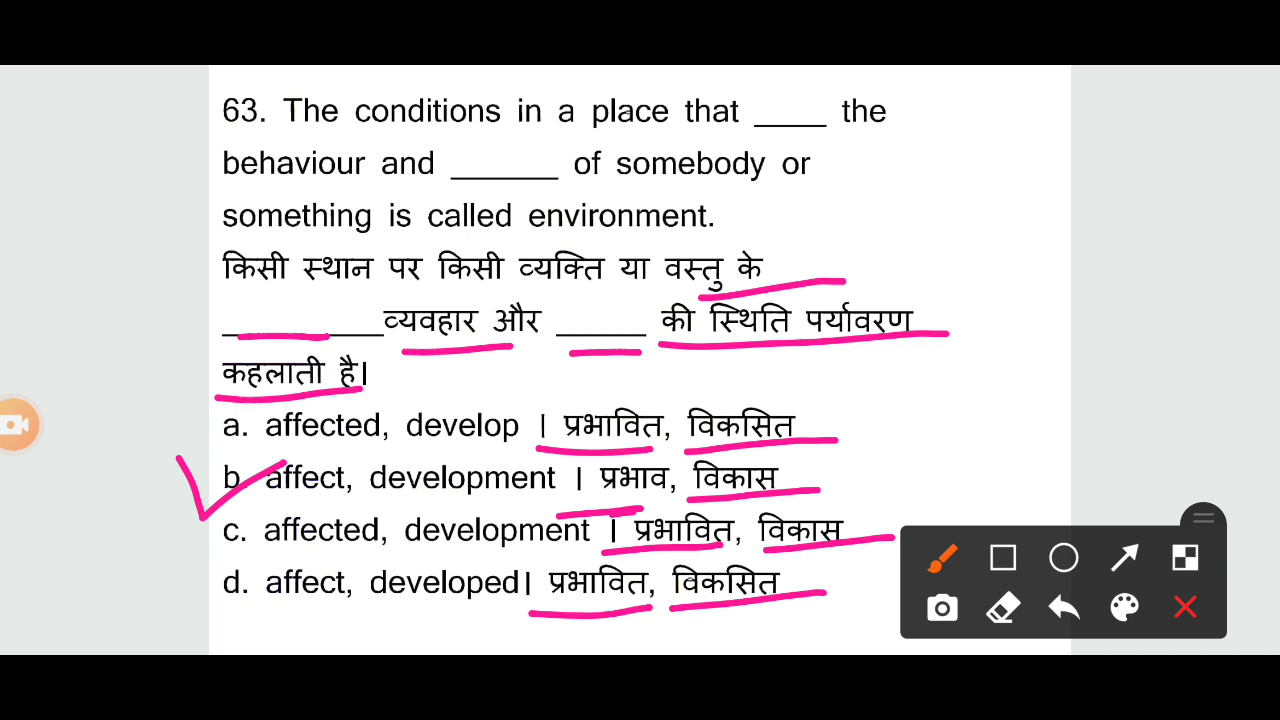 63. The conditions in a place that ____ the
behaviour and ______ of somebody or
something is called environment.
किसी स्थान पर किसी व्यक्ति या वस्तु के
_________व्यवहार और _____ की स्थिति पर्यावरण
कहलाती है।
a. affected, develop । प्रभावित, विकसित
b. affect, development । प्रभाव, विकास
c. affected, development । प्रभावित, विकास
d. affect, developed। प्रभावित, विकसित